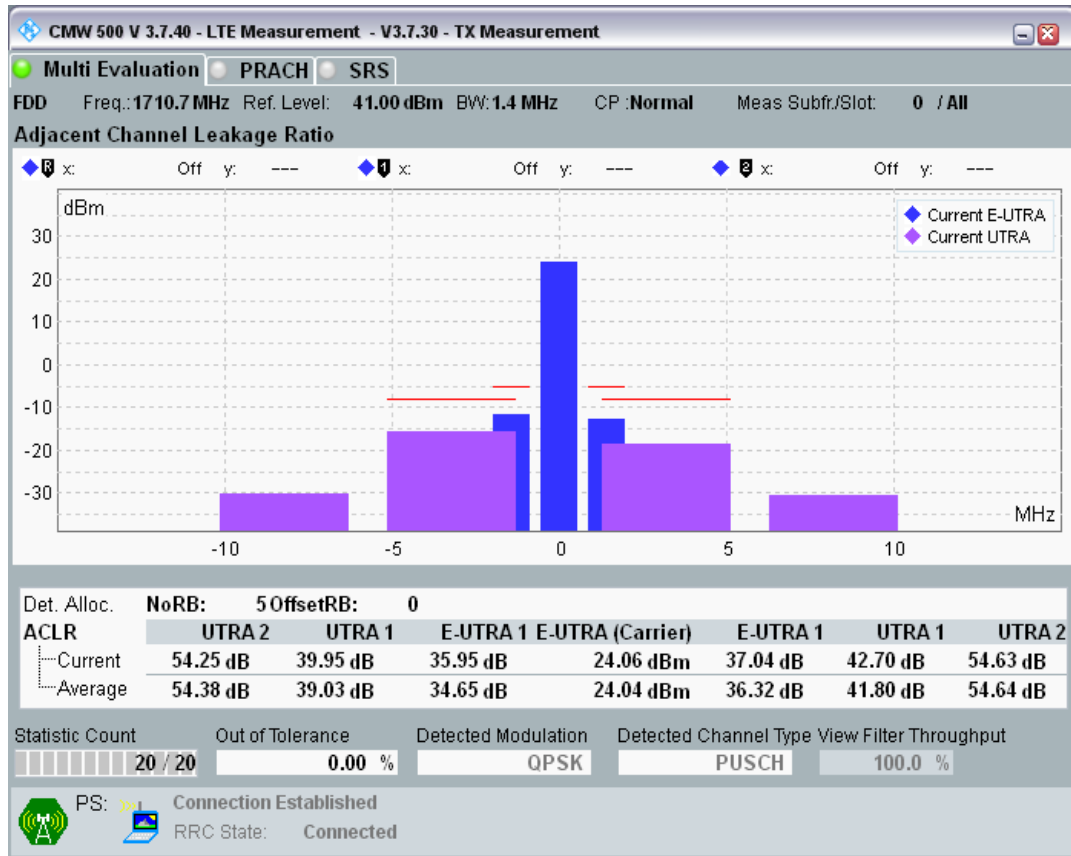 CMW 500 V 3.7.40 - LTE Measurement - V3.7.30 - TX Measurement
Multi Evaluation PRACH SRS
FDD Freq.:1710.7 MHz Ref. Level: 41.00 dBm BW:1.4 MHz CP :Normal Meas Subfr./Slot: 0 / All
Adjacent Channel Leakage Ratio
R x: Off y: --- 1 x: Off y: --- 2 x: Off y: ---
dBm
Current E-UTRA
Current UTRA
30
20
10
0
-10
-20
-30
MHz
-10 -5 0 5 10
Det. Alloc. NoRB: 5 OffsetRB: 0
ACLR UTRA 2 UTRA 1 E-UTRA 1 E-UTRA (Carrier) E-UTRA 1 UTRA 1 UTRA 2
Current 54.25 dB 39.95 dB 35.95 dB 24.06 dBm 37.04 dB 42.70 dB 54.63 dB
Average 54.38 dB 39.03 dB 34.65 dB 24.04 dBm 36.32 dB 41.80 dB 54.64 dB
Statistic Count Out of Tolerance Detected Modulation Detected Channel Type View Filter Throughput
20 / 20 0.00 % QPSK PUSCH 100.0 %
PS: Connection Established
RRC State: Connected